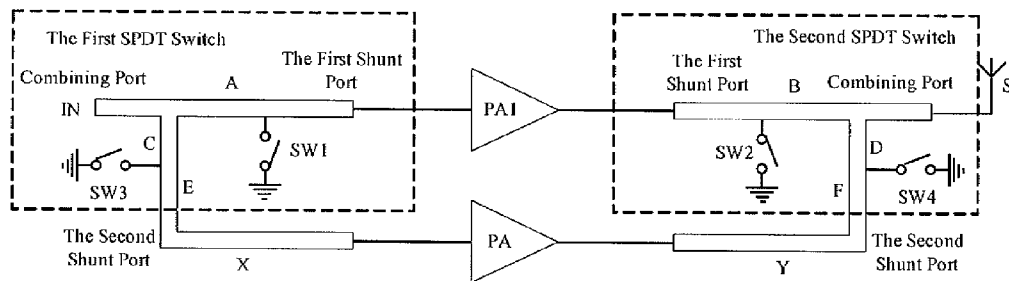 The First SPDT Switch
The Second SPDT Switch
Combining Port
A
The First Shunt
Port
The First
Shunt Port
B
Combining Port
S
IN
PA1
C
SW1
SW2
D
SW3
E
F
SW4
The Second
Shunt Port
X
PA
Y
The Second
Shunt Port